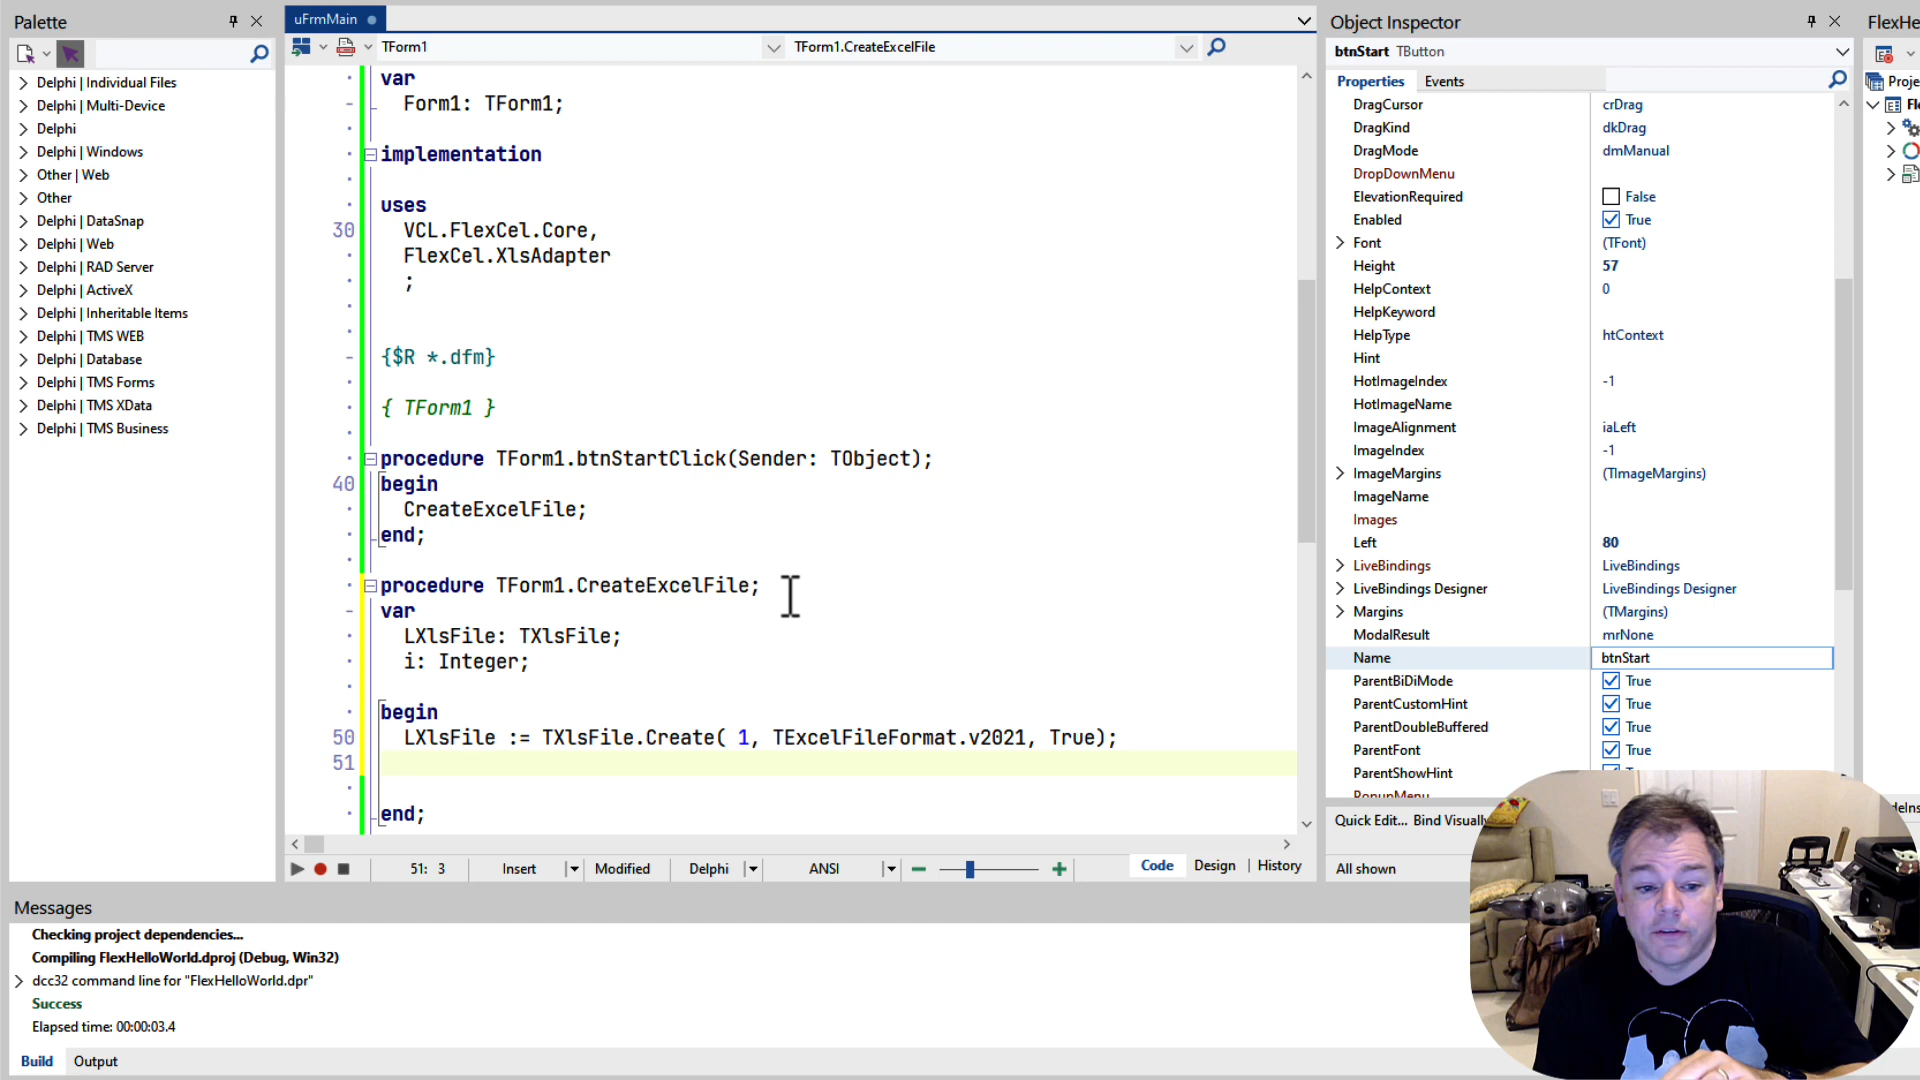 Palette
Delphi | Individual Files
Delphi | Multi-Device
Delphi
Delphi | Windows
Other | Web
Other
Delphi | DataSnap
Delphi | Web
Delphi | RAD Server
Delphi | ActiveX
Delphi | Inheritable Items
Delphi | TMS WEB
Delphi | Database
Delphi | TMS Forms
Delphi | TMS XData
Delphi | TMS Business
uFrmMain
TForm1
TForm1.CreateExcelFile
var
Form1: TForm1;
implementation
uses
30 VCL.FlexCel.Core,
FlexCel.XlsAdapter
;
{$R *.dfm}
{ TForm1 }
procedure TForm1.btnStartClick(Sender: TObject);
40 begin
CreateExcelFile;
end;
procedure TForm1.CreateExcelFile;
var
LXlsFile: TXlsFile;
i: Integer;
begin
50 LXlsFile := TXlsFile.Create( 1, TExcelFileFormat.v2021, True);
51
end;
51: 3
Insert
Modified
Delphi
ANSI
Code
Design
History
Object Inspector
btnStart TButton
Properties
Events
DragCursor crDrag
DragKind dkDrag
DragMode dmManual
DropDownMenu
ElevationRequired False
Enabled True
Font (TFont)
Height 57
HelpContext 0
HelpKeyword
HelpType htContext
Hint
HotImageIndex -1
HotImageName
ImageAlignment iaLeft
ImageIndex -1
ImageMargins (TImageMargins)
ImageName
Images
Left 80
LiveBindings LiveBindings
LiveBindings Designer LiveBindings Designer
Margins (TMargins)
ModalResult mrNone
Name btnStart
ParentBiDiMode True
ParentCustomHint True
ParentDoubleBuffered True
ParentFont True
ParentShowHint
PopupMenu
Quick Edit... Bind Visually
All shown
FlexHe
Proje
Messages
Checking project dependencies...
Compiling FlexHelloWorld.dproj (Debug, Win32)
dcc32 command line for "FlexHelloWorld.dpr"
Success
Elapsed time: 00:00:03.4
Build
Output